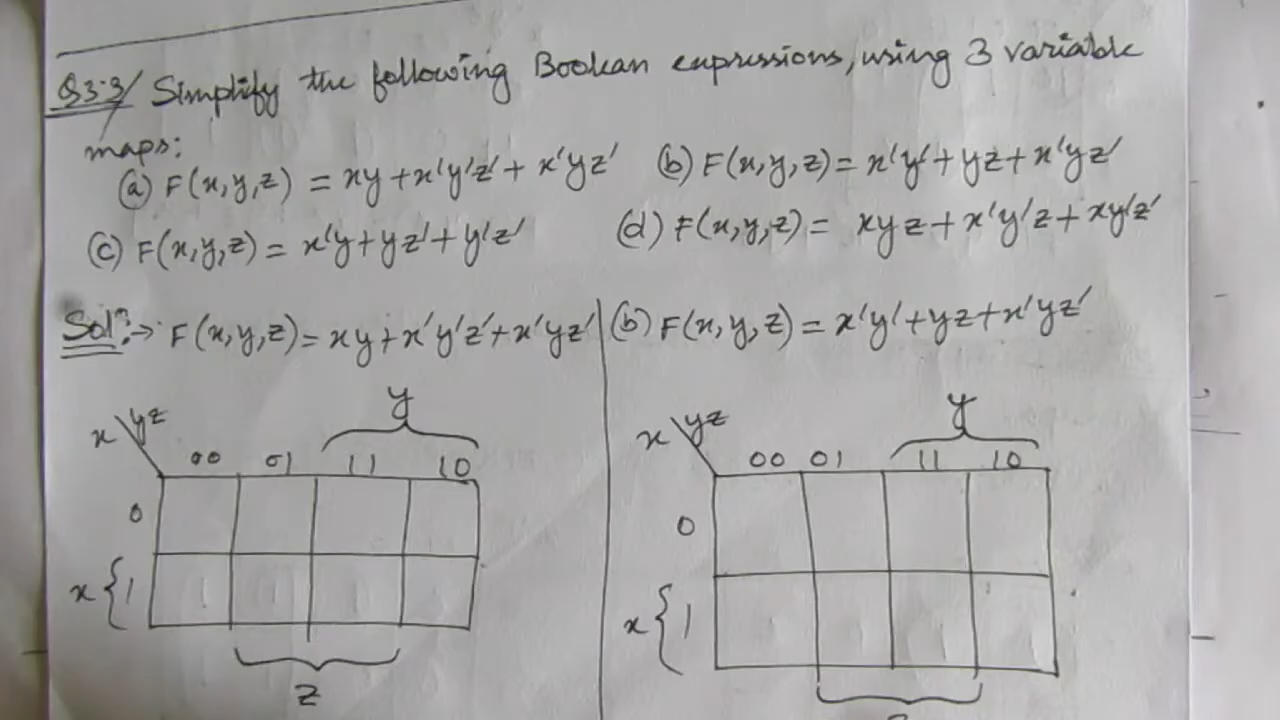 Q3.3/ Simplify the following Boolean expressions, using 3 variable
maps:
(a) F(x,y,z) = xy + x'y'z' + x'yz' (b) F(x,y,z) = x'y' + yz + x'yz'
(c) F(x,y,z) = x'y + yz' + y'z' (d) F(x,y,z) = xyz + x'y'z + xy'z'
Solⁿ:→ F(x,y,z) = xy + x'y'z' + x'yz' (b) F(x,y,z) = x'y' + yz + x'yz'
y y
x yz x yz
00 01 11 10 00 01 11 10
0 0
x { 1 x { 1
z